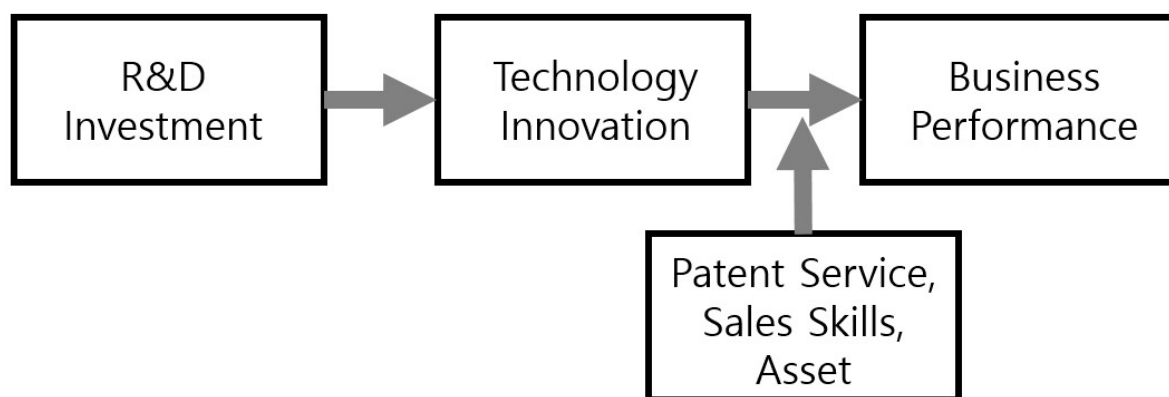 R&D
Investment
Technology
Innovation
Business
Performance
Patent Service,
Sales Skills,
Asset